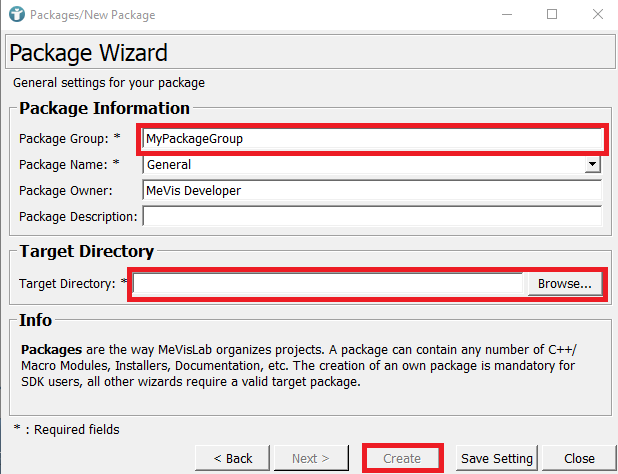 Packages/New Package
Package Wizard
General settings for your package
Package Information
Package Group: * MyPackageGroup
Package Name: * General
Package Owner: MeVis Developer
Package Description:
Target Directory
Target Directory: * Browse...
Info
Packages are the way MeVisLab organizes projects. A package can contain any number of C++/
Macro Modules, Installers, Documentation, etc. The creation of an own package is mandatory for
SDK users, all other wizards require a valid target package.
* : Required fields
< Back Next > Create Save Setting Close